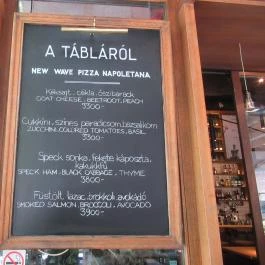 A TÁBLÁRÓL
NEW WAVE PIZZA NAPOLETANA
Kéksajt, cékla, őszibarack
GOAT CHEESE, BEETROOT, PEACH
3300-
Cukkini, színes paradicsom, bazsalikom
ZUCCHINI, COLORED TOMATOES, BASIL
3300-
Speck sonka, fekete káposzta, kakukkfű
SPECK HAM, BLACK CABBAGE, THYME
3800-
Füstölt lazac, brokkoli, avokádó
SMOKED SALMON, BROCCOLI, AVOCADO
3900-